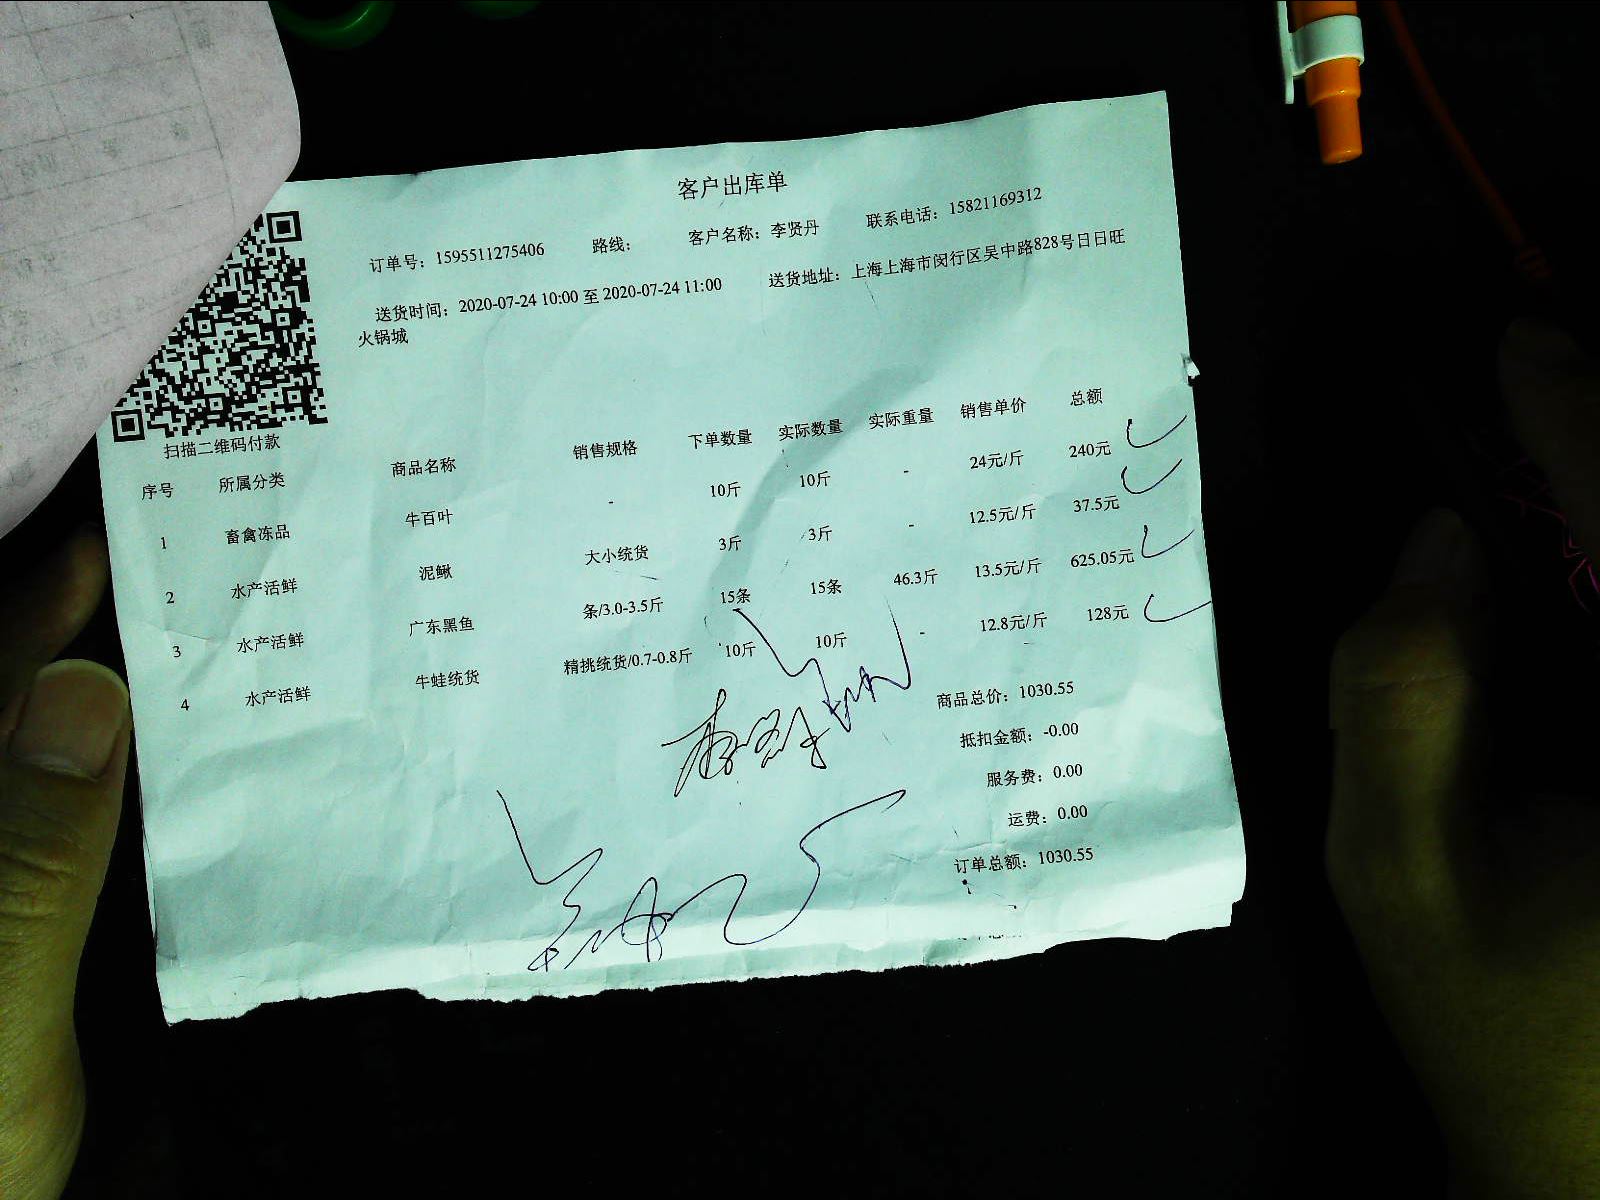 客户出库单
订单号：1595511275406 路线： 客户名称：李贤丹 联系电话：15821169312
送货时间：2020-07-24 10:00 至 2020-07-24 11:00 送货地址：上海上海市闵行区吴中路828号日日旺
火锅城
扫描二维码付款
序号 所属分类 商品名称 销售规格 下单数量 实际数量 实际重量 销售单价 总额
1 畜禽冻品 牛百叶 - 10斤 10斤 - 24元/斤 240元
2 水产活鲜 泥鳅 大小统货 3斤 3斤 - 12.5元/斤 37.5元
3 水产活鲜 广东黑鱼 条/3.0-3.5斤 15条 15条 46.3斤 13.5元/斤 625.05元
4 水产活鲜 牛蛙统货 精挑统货/0.7-0.8斤 10斤 10斤 - 12.8元/斤 128元
商品总价：1030.55
抵扣金额：-0.00
服务费：0.00
运费：0.00
订单总额：1030.55